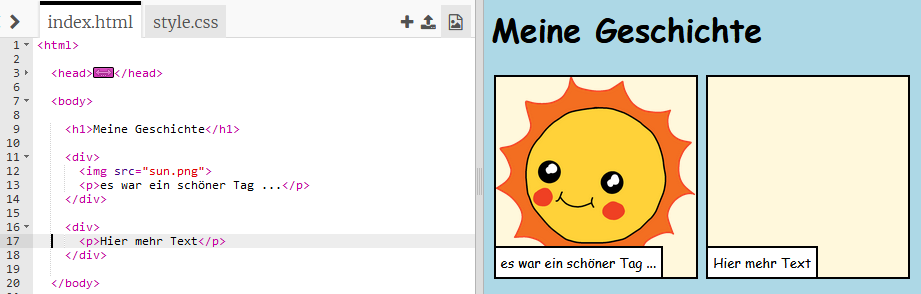 index.html style.css
1 <html>
2
3 <head></head>
6
7 <body>
8
9 <h1>Meine Geschichte</h1>
10
11 <div>
12 <img src="sun.png">
13 <p>es war ein schöner Tag ...</p>
14 </div>
15
16 <div>
17 <p>Hier mehr Text</p>
18 </div>
19
20 </body>
Meine Geschichte
es war ein schöner Tag ...
Hier mehr Text